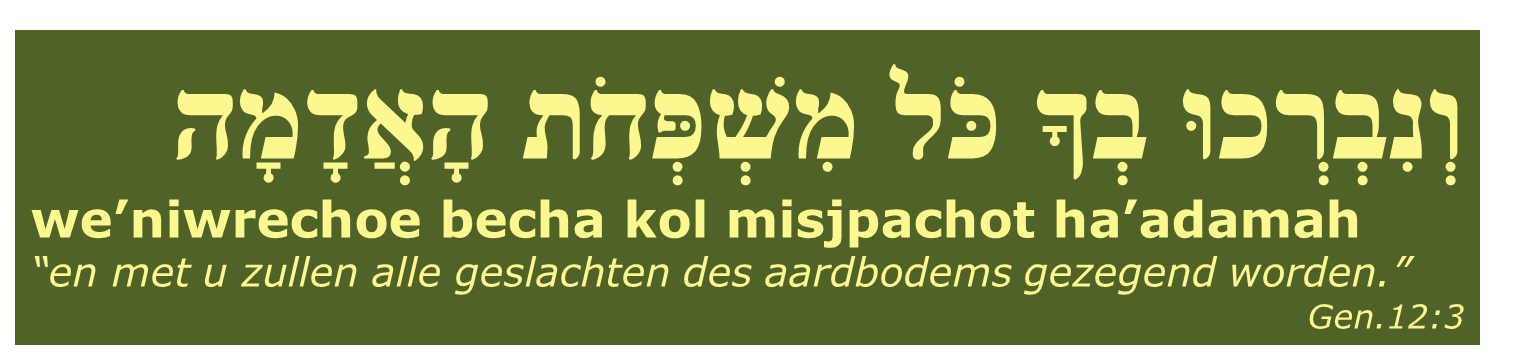 וְנִבְְרְכוּ בְְךָ כֹּל מִשְׁפְּחֹת הָאֲדָמָה
we’niwrechoe becha kol misjpachot ha’adamah
“en met u zullen alle geslachten des aardbodems gezegend worden.”
Gen.12:3